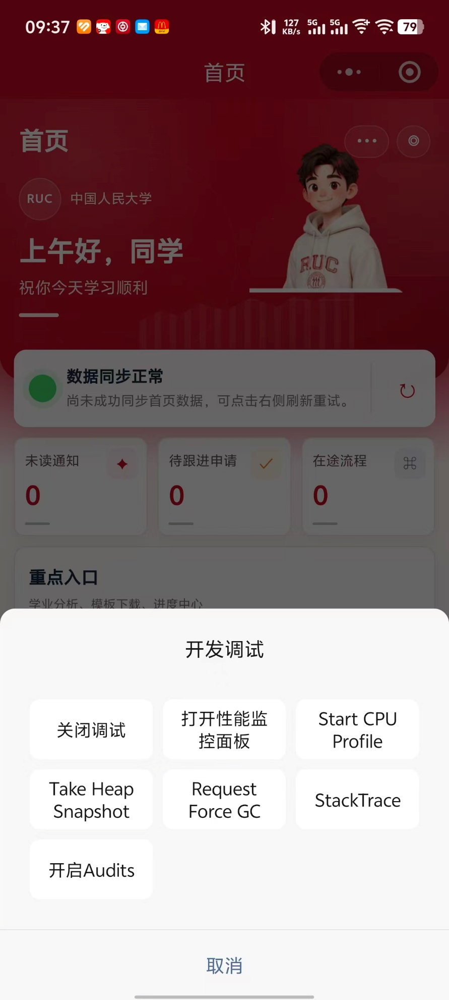 09:37
127
KB/s
5G
5G
79
首页
首页
RUC
中国人民大学
上午好，同学
祝你今天学习顺利
RUC
数据同步正常
尚未成功同步首页数据，可点击右侧刷新重试。
未读通知
待跟进申请
在途流程
0
0
0
重点入口
学业分析、模板下载、进度中心
开发调试
关闭调试
打开性能监
控面板
Start CPU
Profile
Take Heap
Snapshot
Request
Force GC
StackTrace
开启Audits
取消